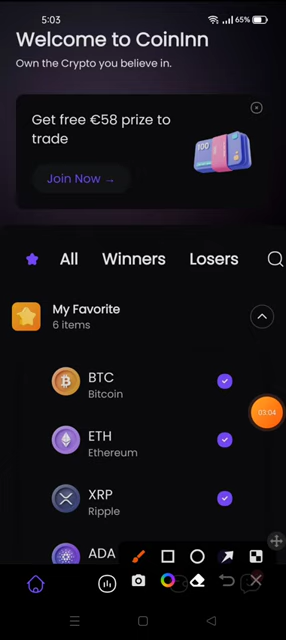 5:03
65%
Welcome to CoinInn
Own the Crypto you believe in.
Get free €58 prize to
trade
100
Join Now →
All Winners Losers
My Favorite
6 items
BTC
Bitcoin
03:04
ETH
Ethereum
XRP
Ripple
ADA